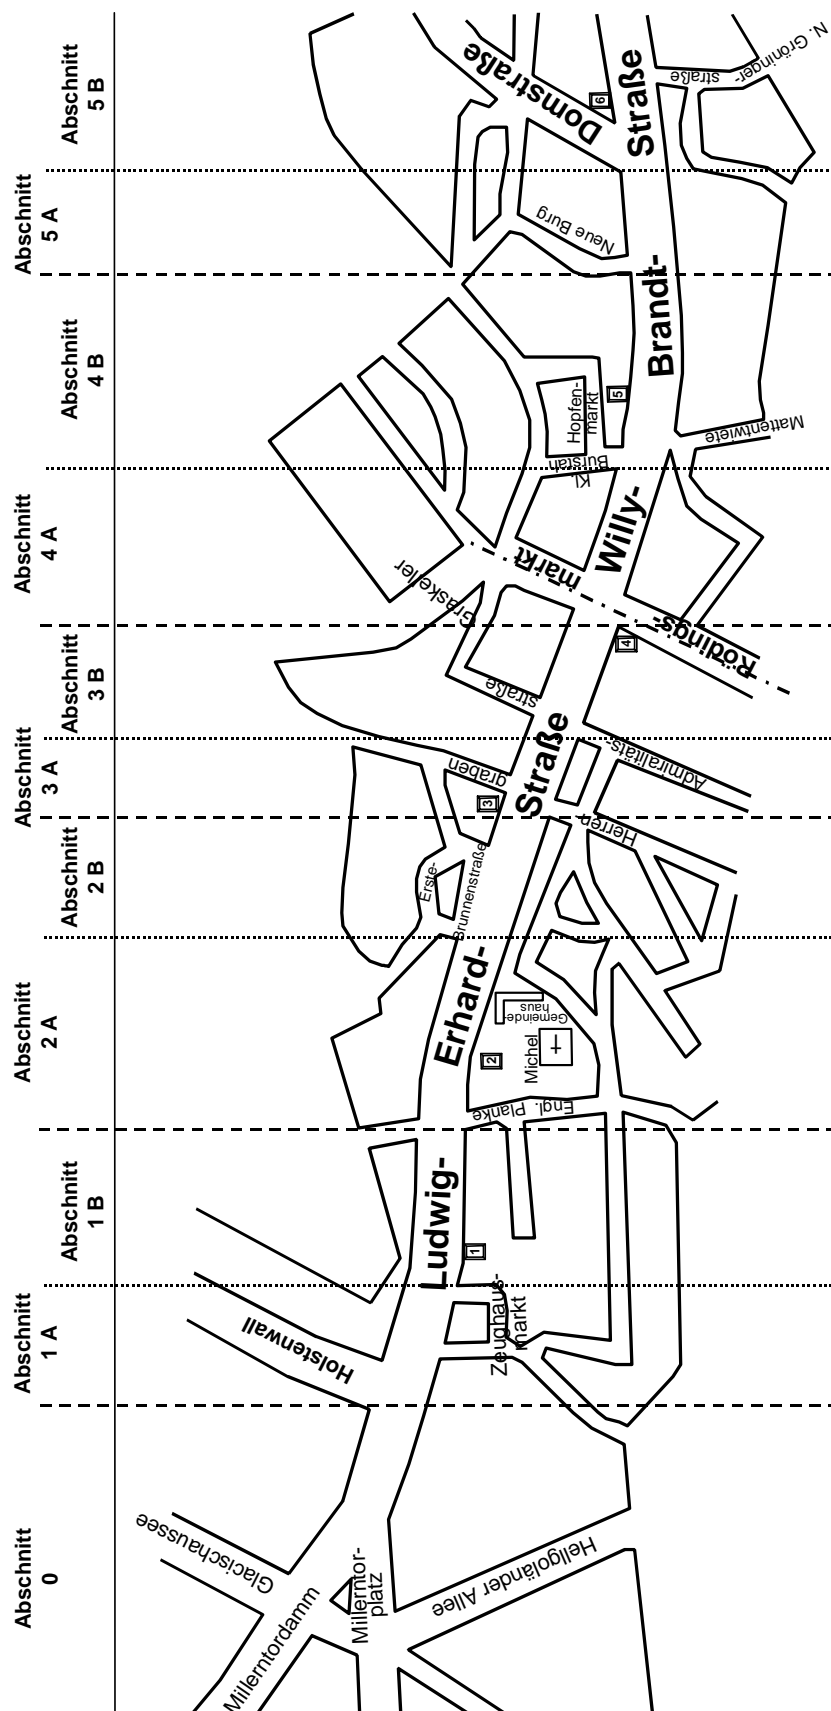 Abschnitt
5 B
Abschnitt
5 A
Abschnitt
4 B
Abschnitt
4 A
Abschnitt
3 B
Abschnitt
3 A
Abschnitt
2 B
Abschnitt
2 A
Abschnitt
1 B
Abschnitt
1 A
Abschnitt
0
Domstraße
6
Straße
N. Gröninger-
straße
Neue Burg
Brandt-
5
Hopfen-
markt
Kl.
Burstah
Mattentwiete
Willy-
Graskeller
Rödings-
markt
4
straße
Straße
Admiralitäts-
graben
3
Herren
Erste-
Brunnenstraße
Erhard-
Gemeinde-
haus
2
Michel
Engl. Planke
Ludwig-
1
Zeughaus-
markt
Holstenwall
Glacischaussee
Millerntor-
platz
Helgoländer Allee
Millerntordamm